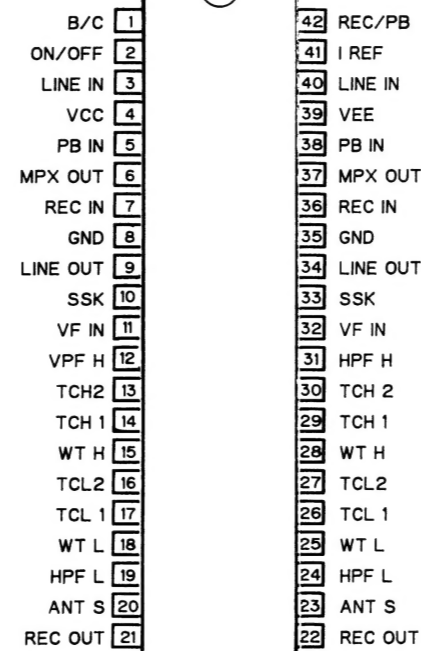 B/C 1 42 REC/PB
ON/OFF 2 41 I REF
LINE IN 3 40 LINE IN
VCC 4 39 VEE
PB IN 5 38 PB IN
MPX OUT 6 37 MPX OUT
REC IN 7 36 REC IN
GND 8 35 GND
LINE OUT 9 34 LINE OUT
SSK 10 33 SSK
VF IN 11 32 VF IN
VPF H 12 31 HPF H
TCH2 13 30 TCH 2
TCH 1 14 29 TCH 1
WT H 15 28 WT H
TCL2 16 27 TCL2
TCL 1 17 26 TCL 1
WT L 18 25 WT L
HPF L 19 24 HPF L
ANT S 20 23 ANT S
REC OUT 21 22 REC OUT